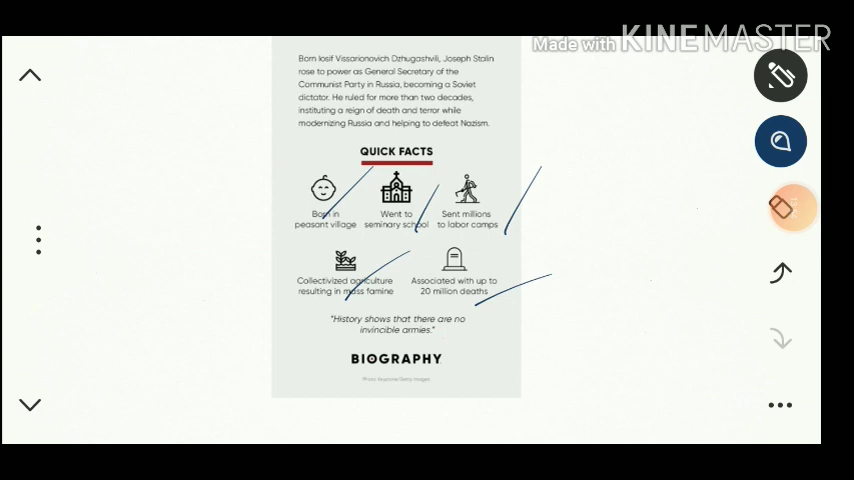 Made with KINEMASTER
Born Iosif Vissarionovich Dzhugashvili, Joseph Stalin
rose to power as General Secretary of the
Communist Party in Russia, becoming a Soviet
dictator. He ruled for more than two decades,
instituting a reign of death and terror while
modernizing Russia and helping to defeat Nazism.
QUICK FACTS
Born in
peasant village
Went to
seminary school
Sent millions
to labor camps
Collectivized agriculture
resulting in mass famine
Associated with up to
20 million deaths
"History shows that there are no
invincible armies."
BIOGRAPHY